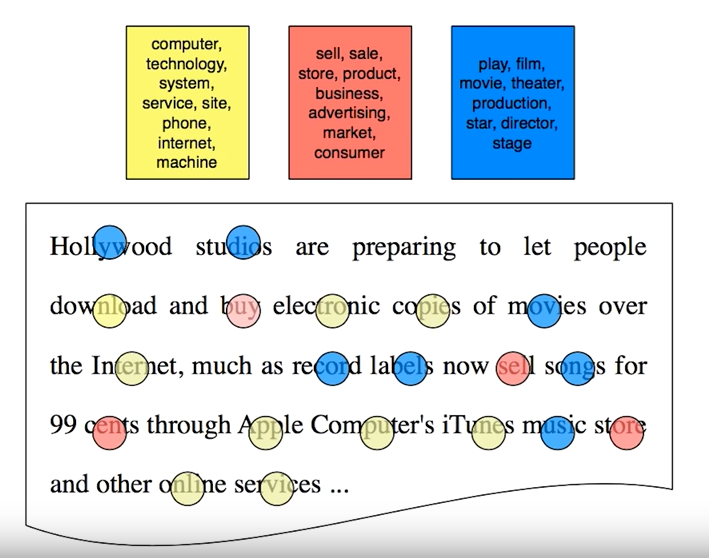 computer,
technology,
system,
service, site,
phone,
internet,
machine
sell, sale,
store, product,
business,
advertising,
market,
consumer
play, film,
movie, theater,
production,
star, director,
stage
Hollywood studios are preparing to let people
download and buy electronic copies of movies over
the Internet, much as record labels now sell songs for
99 cents through Apple Computer's iTunes music store
and other online services ...